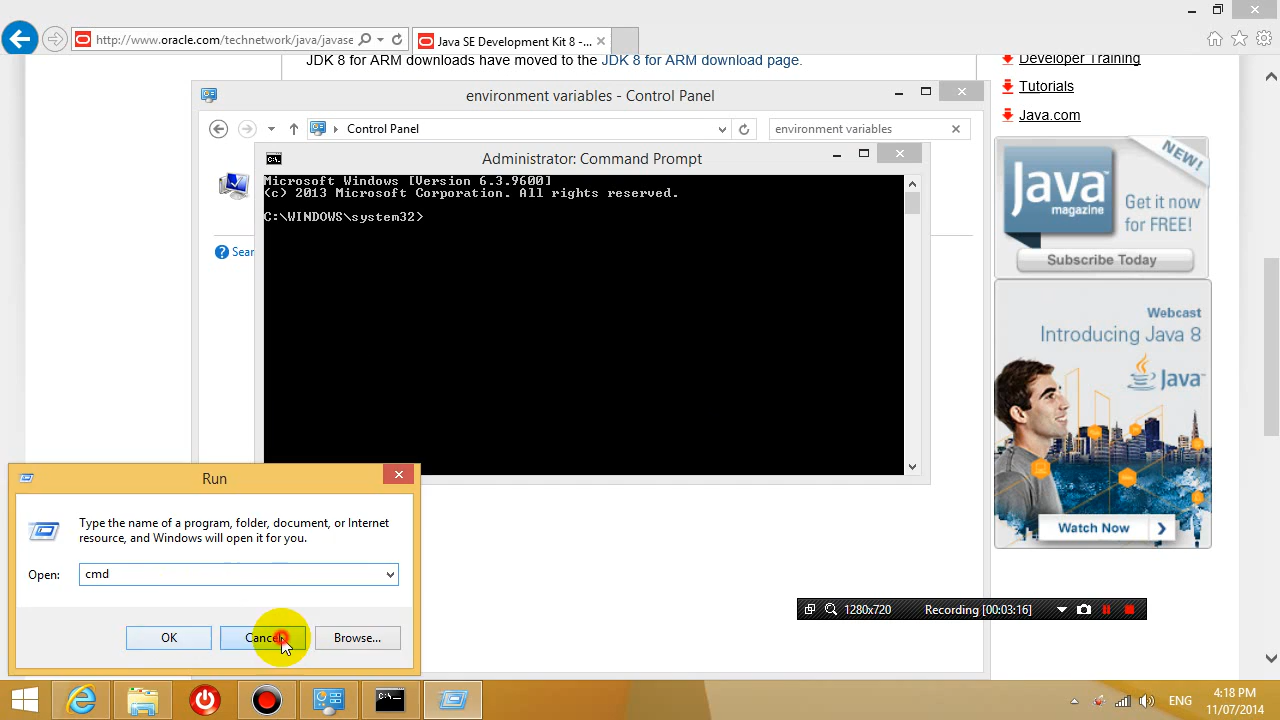 http://www.oracle.com/technetwork/java/javase
Java SE Development Kit 8 -...
JDK 8 for ARM downloads have moved to the JDK 8 for ARM download page.
Developer Training
Tutorials
Java.com
environment variables - Control Panel
Control Panel
environment variables
Administrator: Command Prompt
C:\.
Microsoft Windows [Version 6.3.9600]
(c) 2013 Microsoft Corporation. All rights reserved.
C:\WINDOWS\system32>
Sear
NEW!
Java
magazine
Get it now
for FREE!
Subscribe Today
Webcast
Introducing Java 8
Java
Watch Now
Run
Type the name of a program, folder, document, or Internet
resource, and Windows will open it for you.
Open:
cmd
OK
Cancel
Browse...
1280x720
Recording [00:03:16]
ENG
4:18 PM
11/07/2014